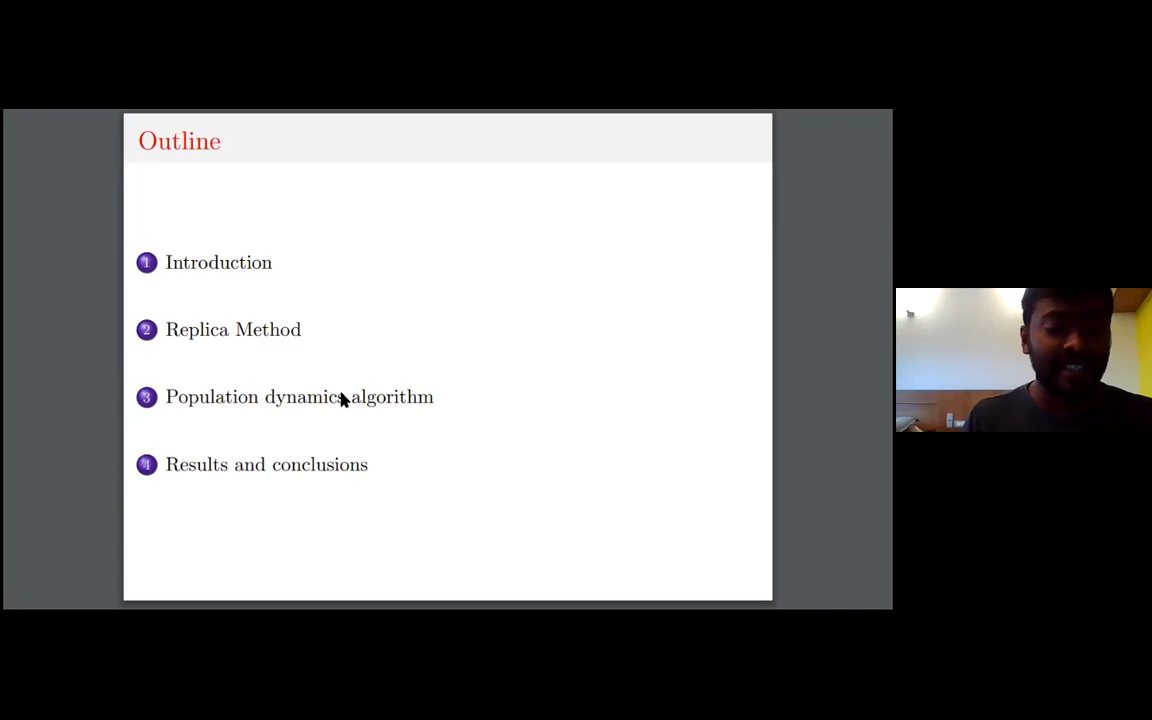 Outline
1 Introduction
2 Replica Method
3 Population dynamics algorithm
4 Results and conclusions